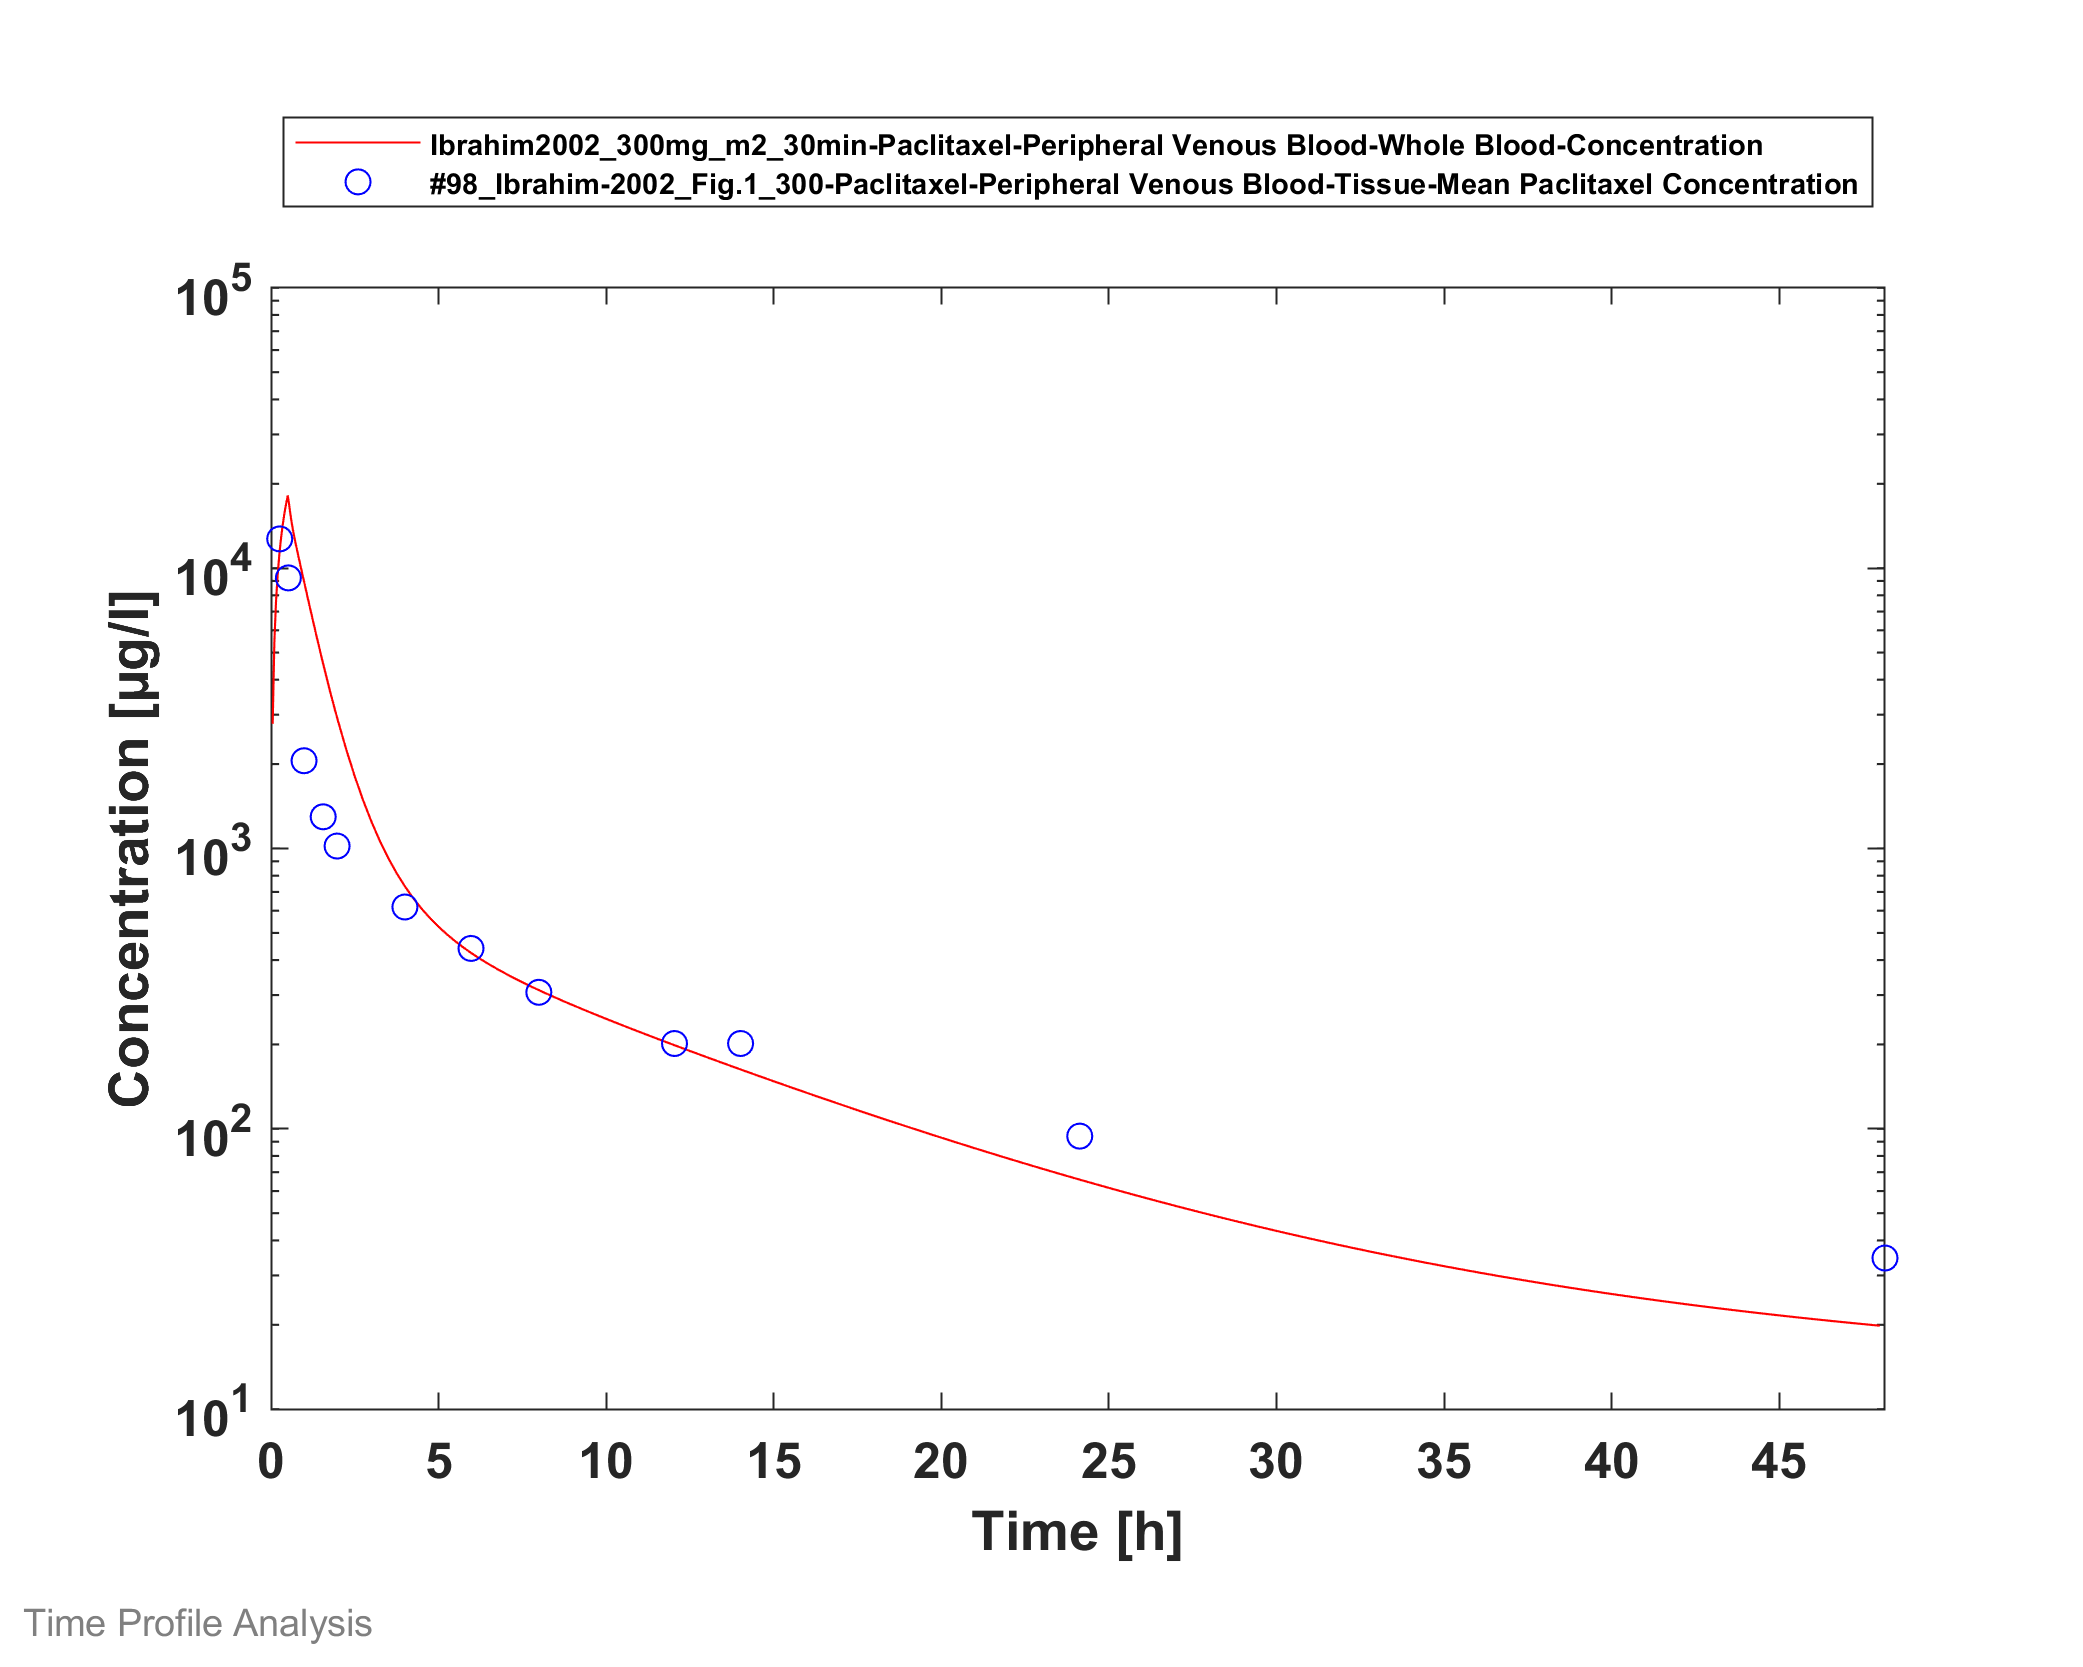 Ibrahim2002_300mg_m2_30min-Paclitaxel-Peripheral Venous Blood-Whole Blood-Concentration
#98_Ibrahim-2002_Fig.1_300-Paclitaxel-Peripheral Venous Blood-Tissue-Mean Paclitaxel Concentration
10^5
10^4
10^3
10^2
10^1
Concentration [µg/l]
0 5 10 15 20 25 30 35 40 45
Time [h]
Time Profile Analysis